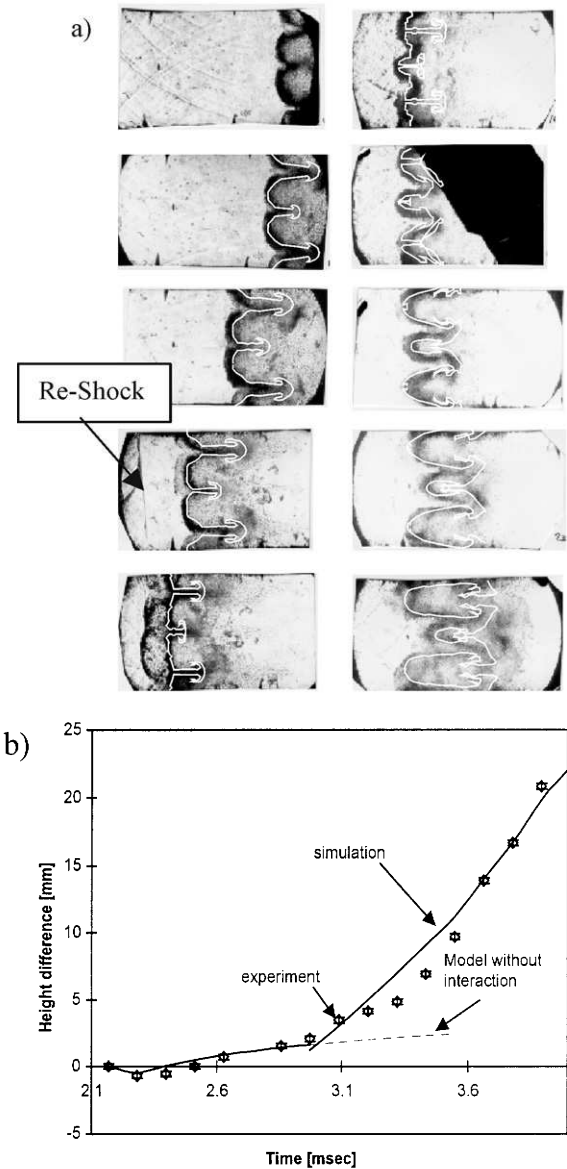 a)
Re-Shock
b)
25
20
15
10
5
0
-5
Height difference [mm]
simulation
experiment
Model without
interaction
2.1
2.6
3.1
3.6
Time [msec]